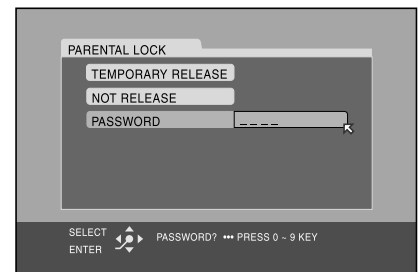 PARENTAL LOCK
TEMPORARY RELEASE
NOT RELEASE
PASSWORD _ _ _ _
SELECT
ENTER
PASSWORD? ••• PRESS 0 ~ 9 KEY